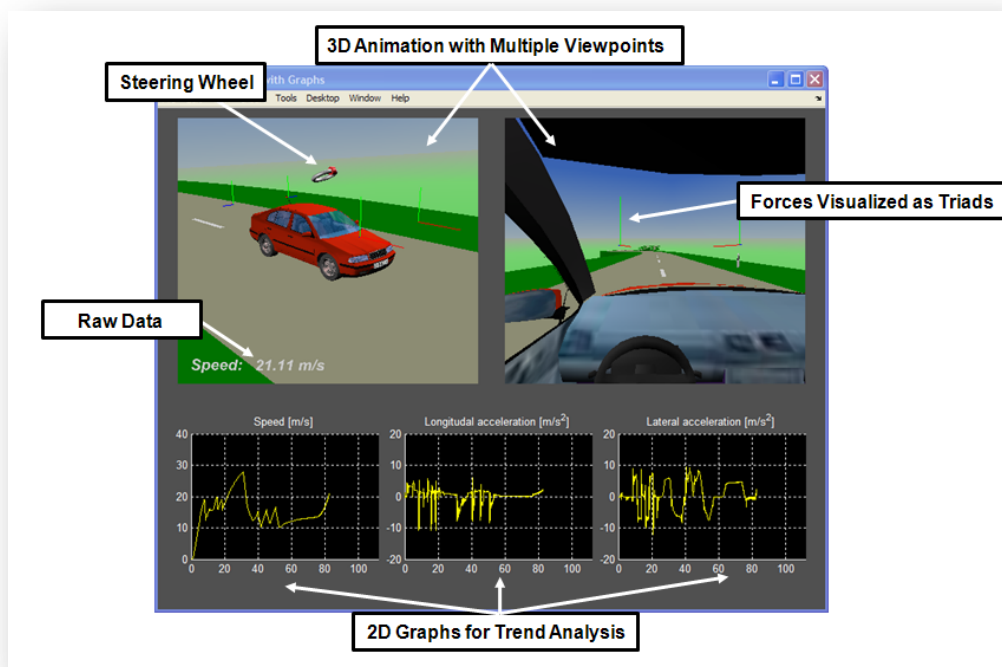 3D Animation with Multiple Viewpoints
Steering Wheel
with Graphs
Tools Desktop Window Help
Forces Visualized as Triads
Raw Data
Speed: 21.11 m/s
Speed [m/s]
40
30
20
10
0
0 20 40 60 80 100
Longitudal acceleration [m/s²]
20
10
0
-10
-20
0 20 40 60 80 100
Lateral acceleration [m/s²]
20
10
0
-10
-20
0 20 40 60 80 100
2D Graphs for Trend Analysis